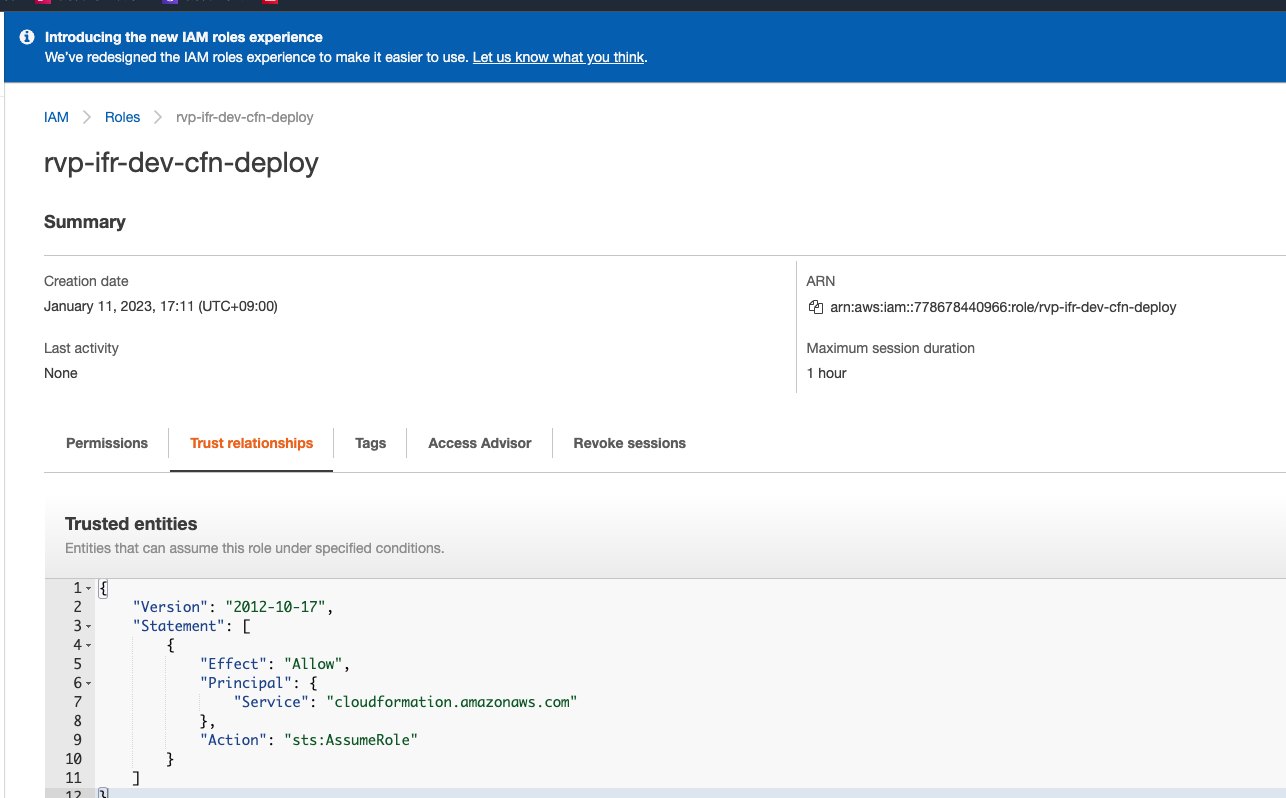 Introducing the new IAM roles experience
We've redesigned the IAM roles experience to make it easier to use. Let us know what you think.
IAM > Roles > rvp-ifr-dev-cfn-deploy
rvp-ifr-dev-cfn-deploy
Summary
Creation date
January 11, 2023, 17:11 (UTC+09:00)
ARN
arn:aws:iam::778678440966:role/rvp-ifr-dev-cfn-deploy
Last activity
None
Maximum session duration
1 hour
Permissions Trust relationships Tags Access Advisor Revoke sessions
Trusted entities
Entities that can assume this role under specified conditions.
1 {
2 "Version": "2012-10-17",
3 "Statement": [
4 {
5 "Effect": "Allow",
6 "Principal": {
7 "Service": "cloudformation.amazonaws.com"
8 },
9 "Action": "sts:AssumeRole"
10 }
11 ]
12 }